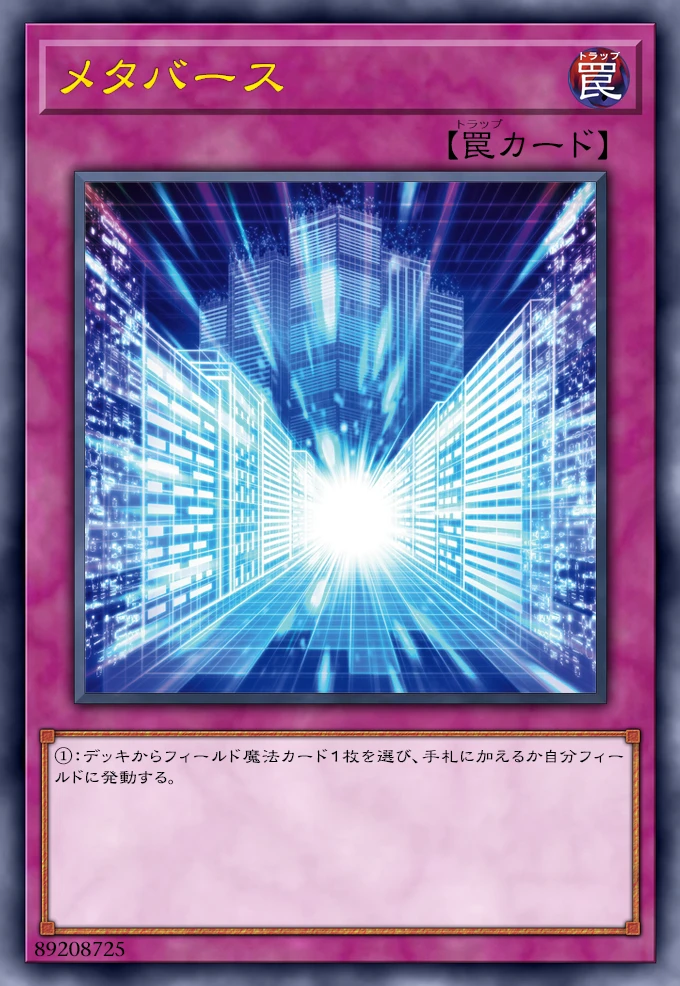 メタバース
トラップ
罠
トラップ
【罠カード】
①：デッキからフィールド魔法カード１枚を選び、手札に加えるか自分フィー
ルドに発動する。
89208725